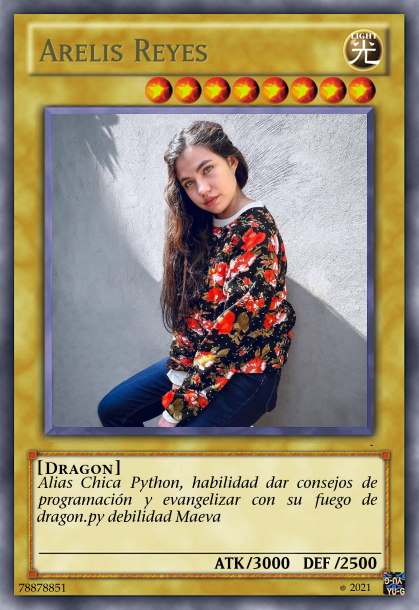 Arelis Reyes
LIGHT
光
[Dragon]
Alias Chica Python, habilidad dar consejos de
programación y evangelizar con su fuego de
dragon.py debilidad Maeva
ATK/3000 DEF/2500
78878851
© 2021
YU-G